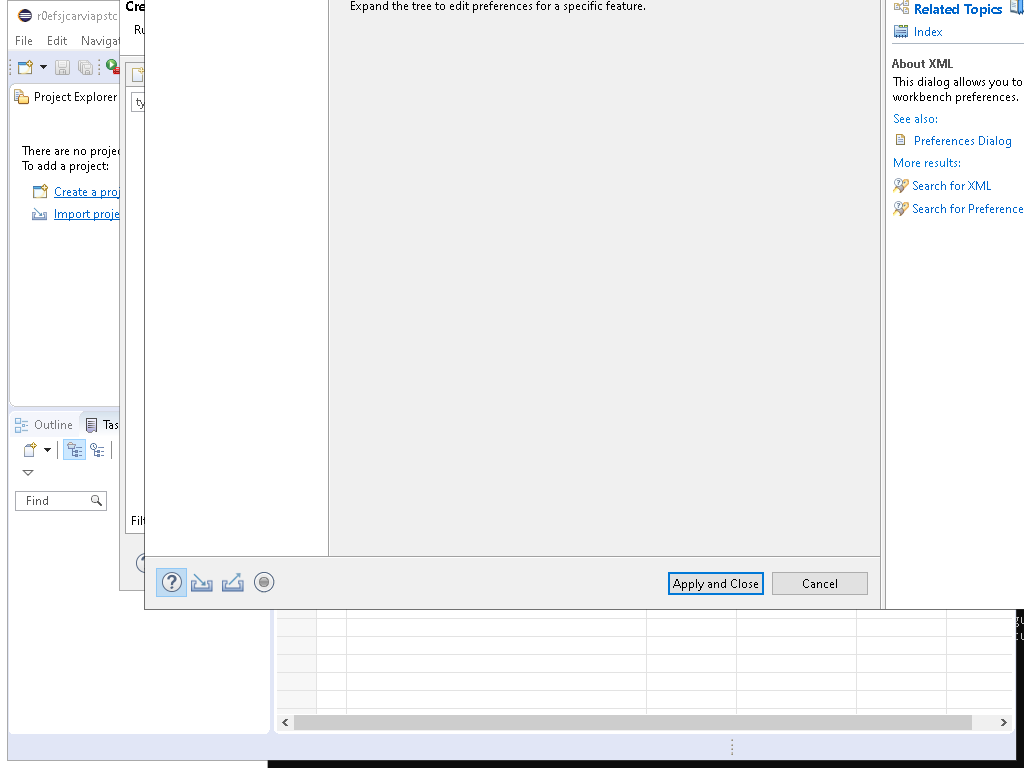 r0efsjcarviapstc
File Edit Navigat
Project Explorer
There are no projec
To add a project:
Create a proj
Import proje
Outline
Tas
Find
Cre
Ru
ty
Filt
Expand the tree to edit preferences for a specific feature.
Apply and Close
Cancel
Related Topics
Index
About XML
This dialog allows you to
workbench preferences.
See also:
Preferences Dialog
More results:
Search for XML
Search for Preference